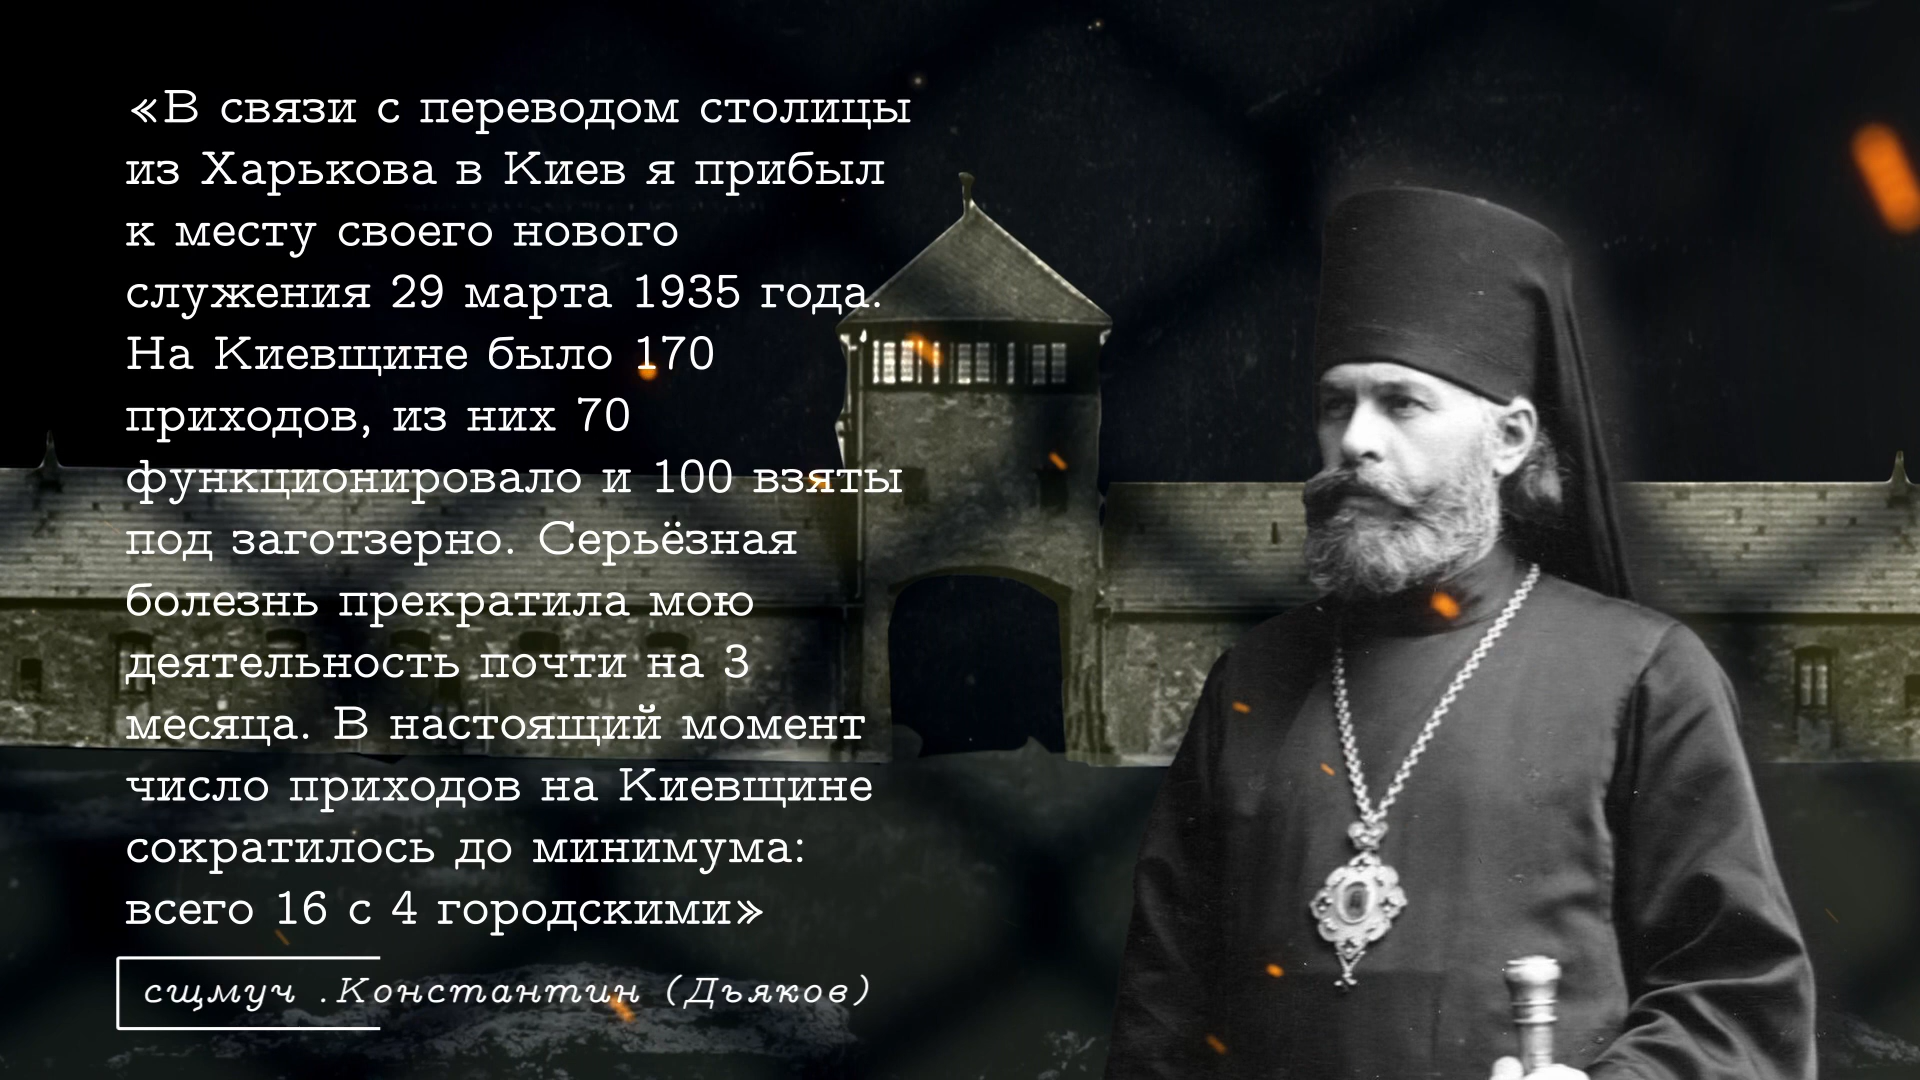 «В связи с переводом столицы
из Харькова в Киев я прибыл
к месту своего нового
служения 29 марта 1935 года.
На Киевщине было 170
приходов, из них 70
функционировало и 100 взяты
под заготзерно. Серьёзная
болезнь прекратила мою
деятельность почти на 3
месяца. В настоящий момент
число приходов на Киевщине
сократилось до минимума:
всего 16 с 4 городскими»
сщмуч .Константин (Дъяков)